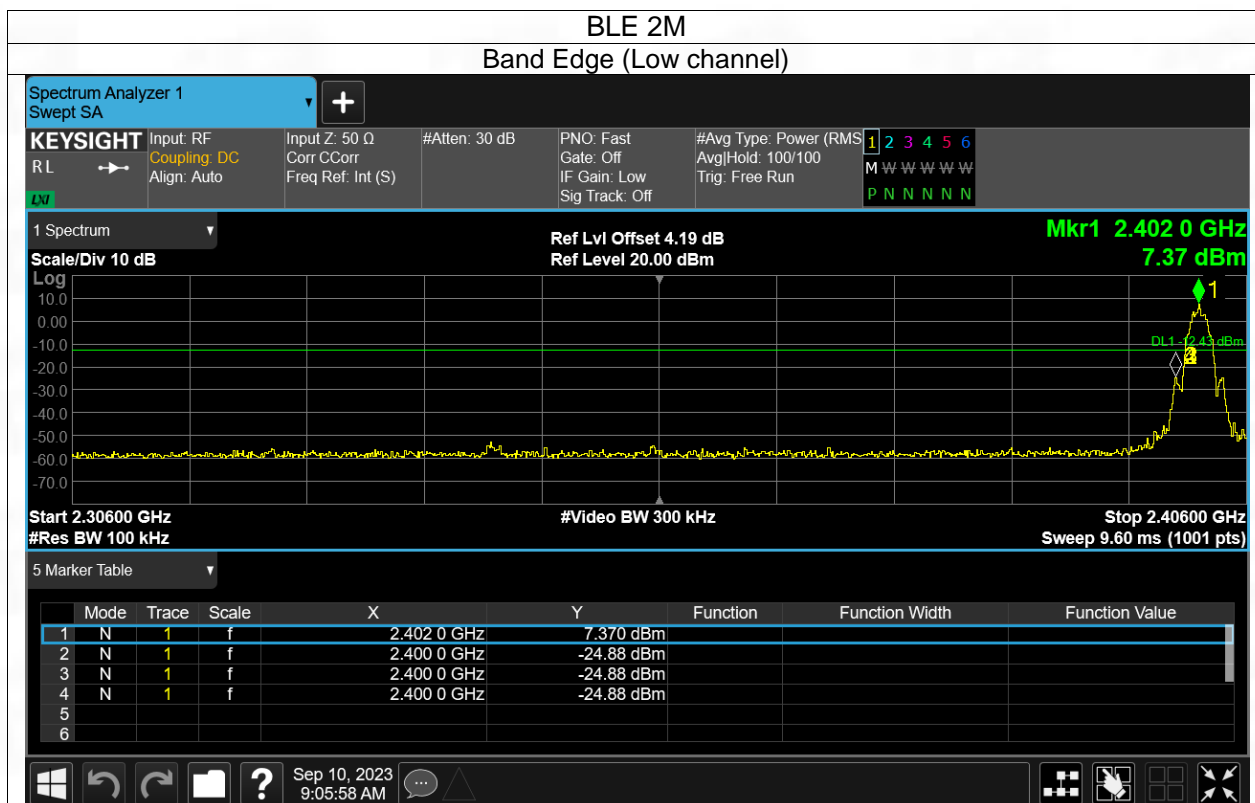 BLE 2M
Band Edge (Low channel)
Spectrum Analyzer 1
Swept SA
KEYSIGHT
RL
LXI
Input: RF
Coupling: DC
Align: Auto
Input Z: 50 Ω
Corr CCorr
Freq Ref: Int (S)
#Atten: 30 dB
PNO: Fast
Gate: Off
IF Gain: Low
Sig Track: Off
#Avg Type: Power (RMS
Avg|Hold: 100/100
Trig: Free Run
1 2 3 4 5 6
M W W W W W
P N N N N N
1 Spectrum
Scale/Div 10 dB
Ref Lvl Offset 4.19 dB
Ref Level 20.00 dBm
Mkr1 2.402 0 GHz
7.37 dBm
Log
10.0
0.00
-10.0
-20.0
-30.0
-40.0
-50.0
-60.0
-70.0
1
DL1 -12.43 dBm
Start 2.30600 GHz
#Res BW 100 kHz
#Video BW 300 kHz
Stop 2.40600 GHz
Sweep 9.60 ms (1001 pts)
5 Marker Table
Mode Trace Scale X Y Function Function Width Function Value
1 N 1 f 2.402 0 GHz 7.370 dBm
2 N 1 f 2.400 0 GHz -24.88 dBm
3 N 1 f 2.400 0 GHz -24.88 dBm
4 N 1 f 2.400 0 GHz -24.88 dBm
5
6
?
Sep 10, 2023
9:05:58 AM